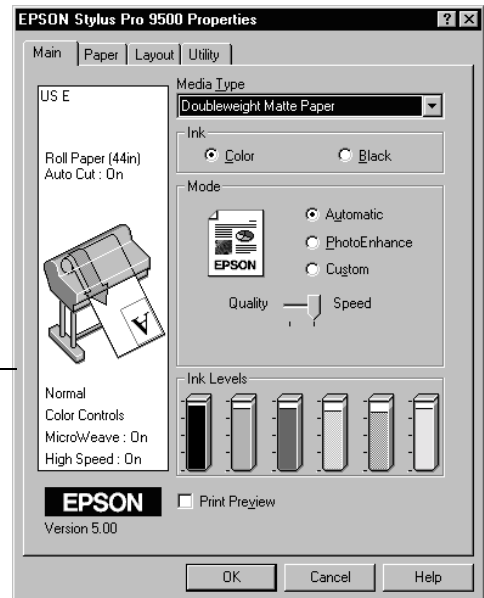 EPSON Stylus Pro 9500 Properties
Main Paper Layout Utility
US E
Roll Paper (44in)
Auto Cut : On
A
Normal
Color Controls
MicroWeave : On
High Speed : On
EPSON
Version 5.00
Media Type
Doubleweight Matte Paper
Ink
Color Black
Mode
EPSON
Automatic
PhotoEnhance
Custom
Quality Speed
Ink Levels
Print Preview
OK Cancel Help